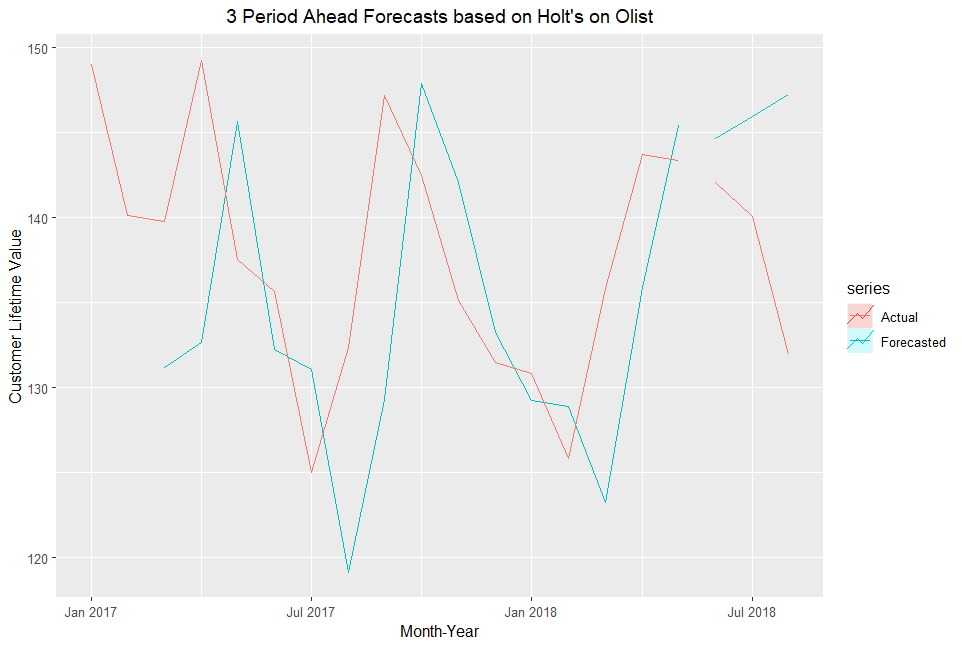 3 Period Ahead Forecasts based on Holt's on Olist
150
140
130
120
Customer Lifetime Value
Jan 2017
Jul 2017
Jan 2018
Jul 2018
Month-Year
series
Actual
Forecasted